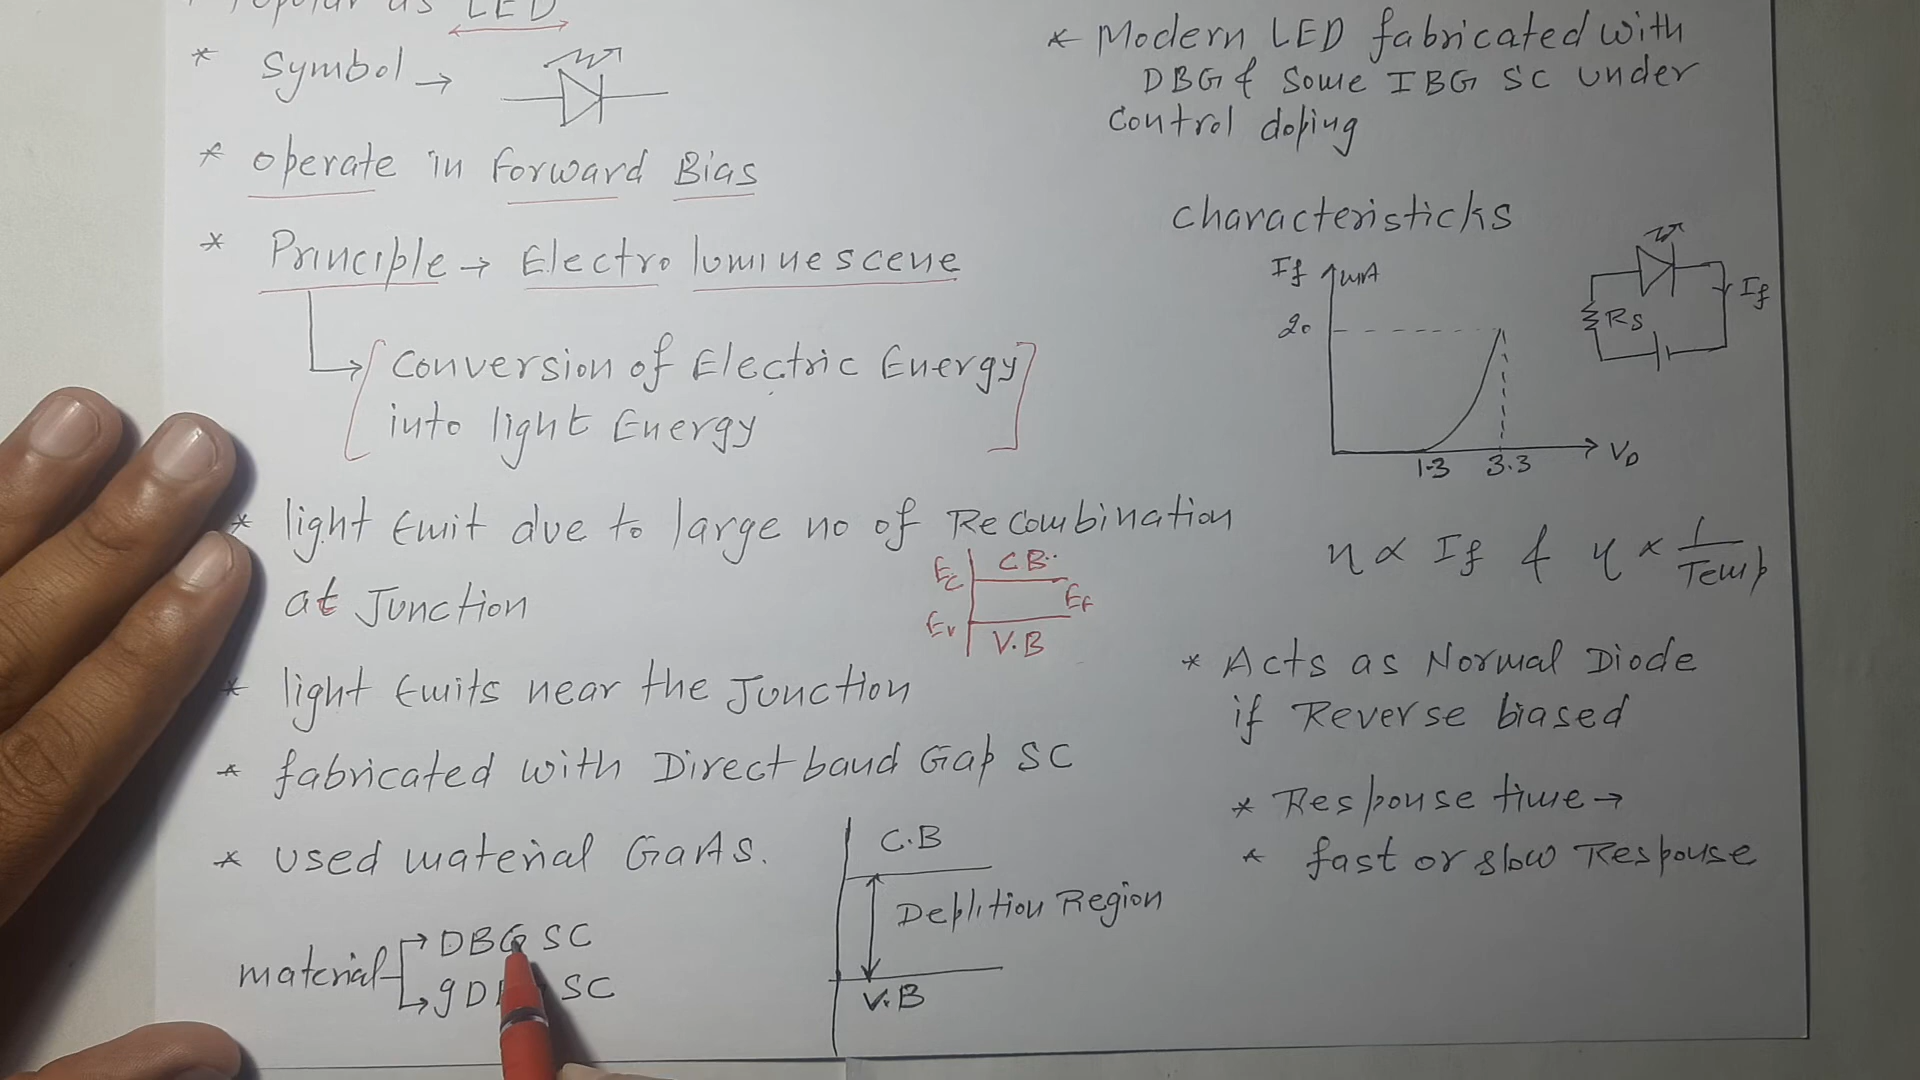 Popular as LED
* Symbol →
* operate in forward Bias
* Principle → Electro luminescene
[Conversion of Electric Energy
into light Energy]
* light Emit due to large no of Recombination
at Junction
Ec C.B.
Ef
Ev V.B
* light Emits near the Junction
* fabricated with Direct band Gap SC
* used material GaAs.
material → DBG SC
SC
C.B
Deplition Region
V.B
* Modern LED fabricated with
DBG & Some IBG SC under
Control doping
characteristicks
If mA
20
1.3 3.3 VD
Rs If
η ∝ If & η ∝ 1/Temp
* Acts as Normal Diode
if Reverse biased
* Response time →
* fast or slow Response